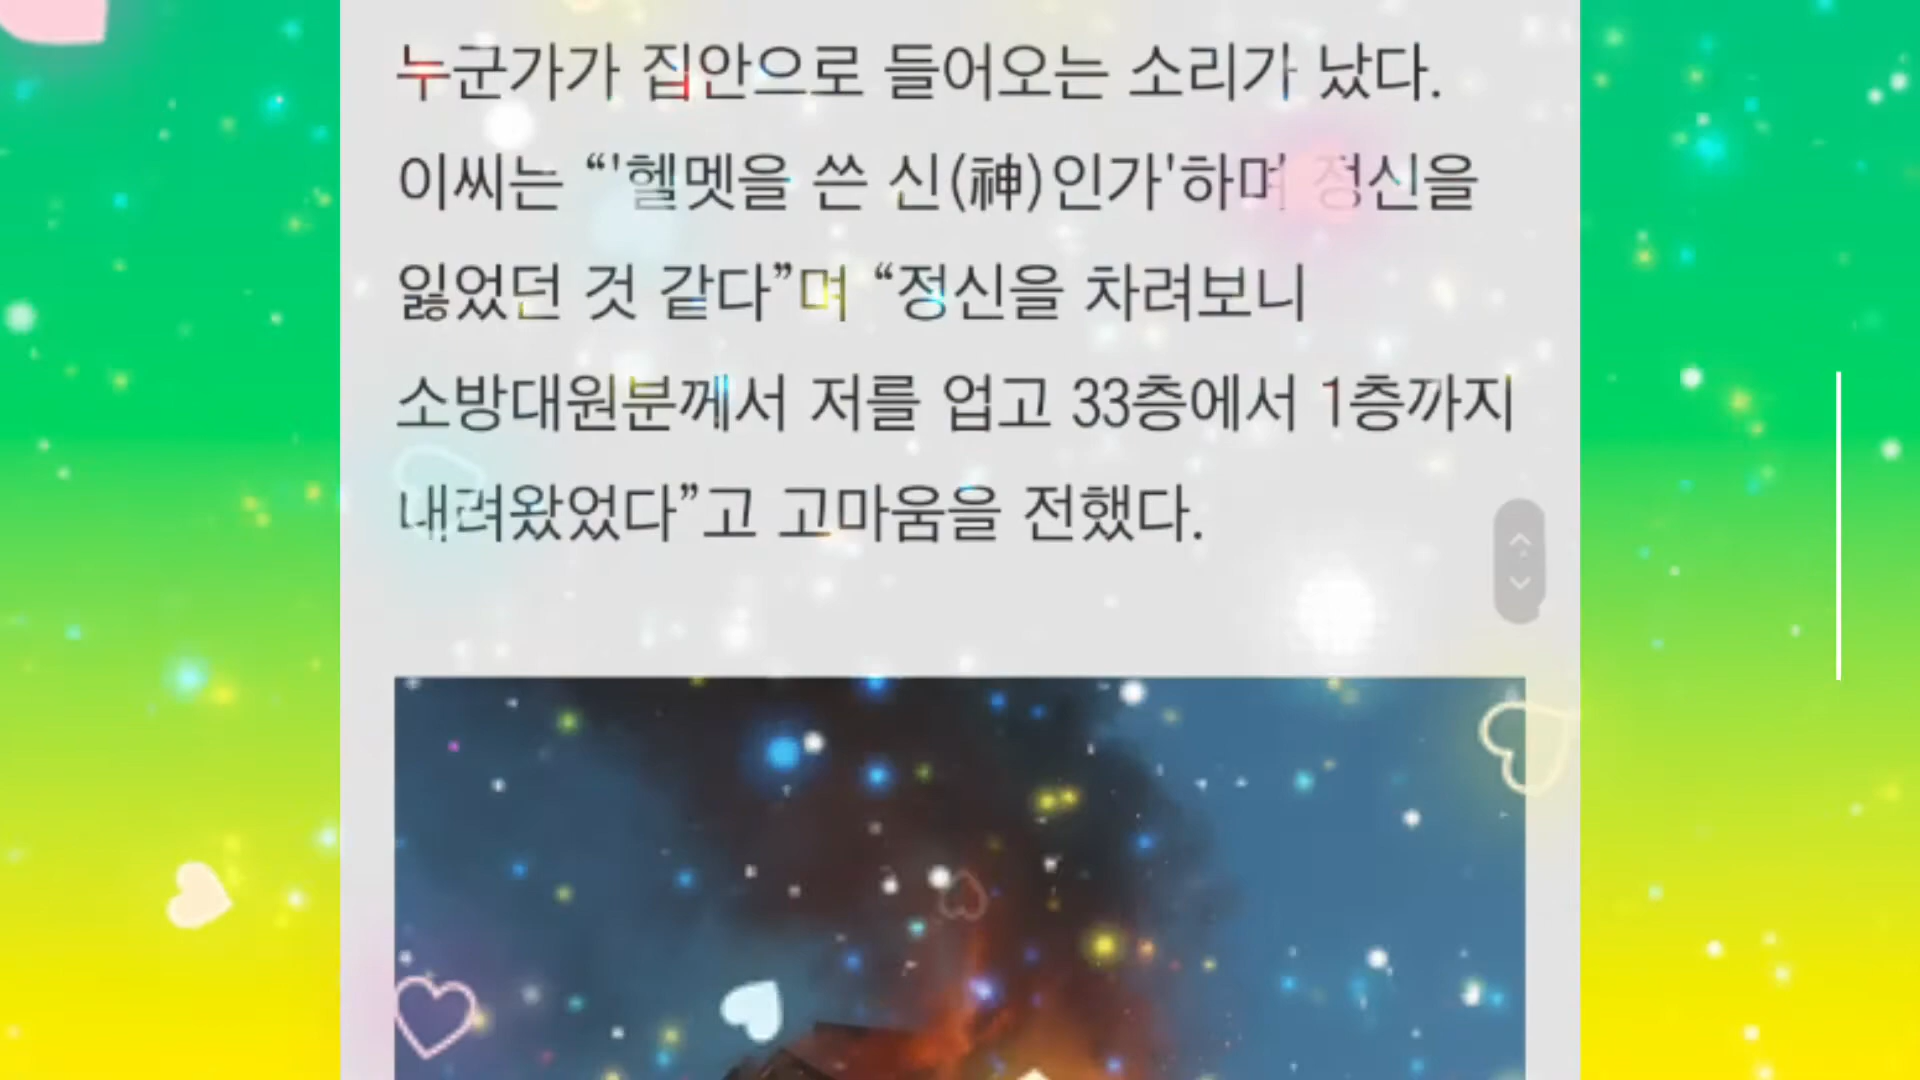 누군가가 집안으로 들어오는 소리가 났다.
이씨는 “'헬멧을 쓴 신(神)인가'하며 정신을
잃었던 것 같다”며 “정신을 차려보니
소방대원분께서 저를 업고 33층에서 1층까지
내려왔었다”고 고마움을 전했다.